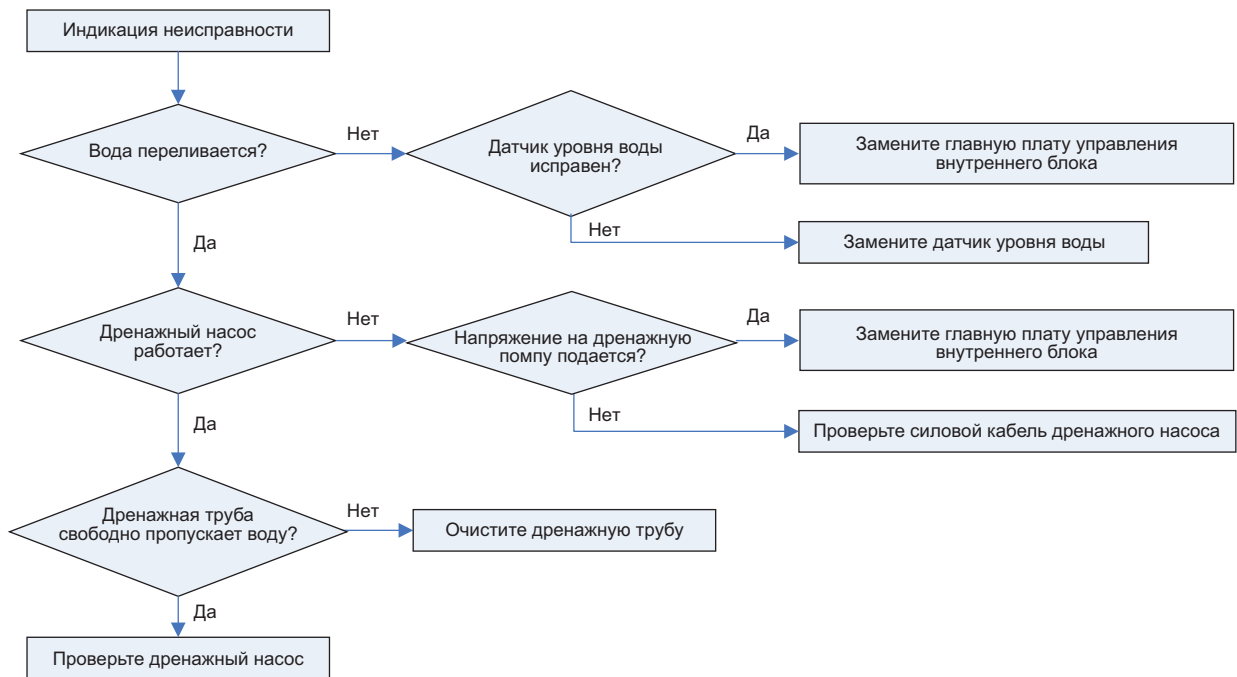 Индикация неисправности
Вода переливается?
Нет
Датчик уровня воды
исправен?
Да
Замените главную плату управления
внутреннего блока
Нет
Замените датчик уровня воды
Да
Дренажный насос
работает?
Нет
Напряжение на дренажную
помпу подается?
Да
Замените главную плату управления
внутреннего блока
Нет
Проверьте силовой кабель дренажного насоса
Да
Дренажная труба
свободно пропускает воду?
Нет
Очистите дренажную трубу
Да
Проверьте дренажный насос